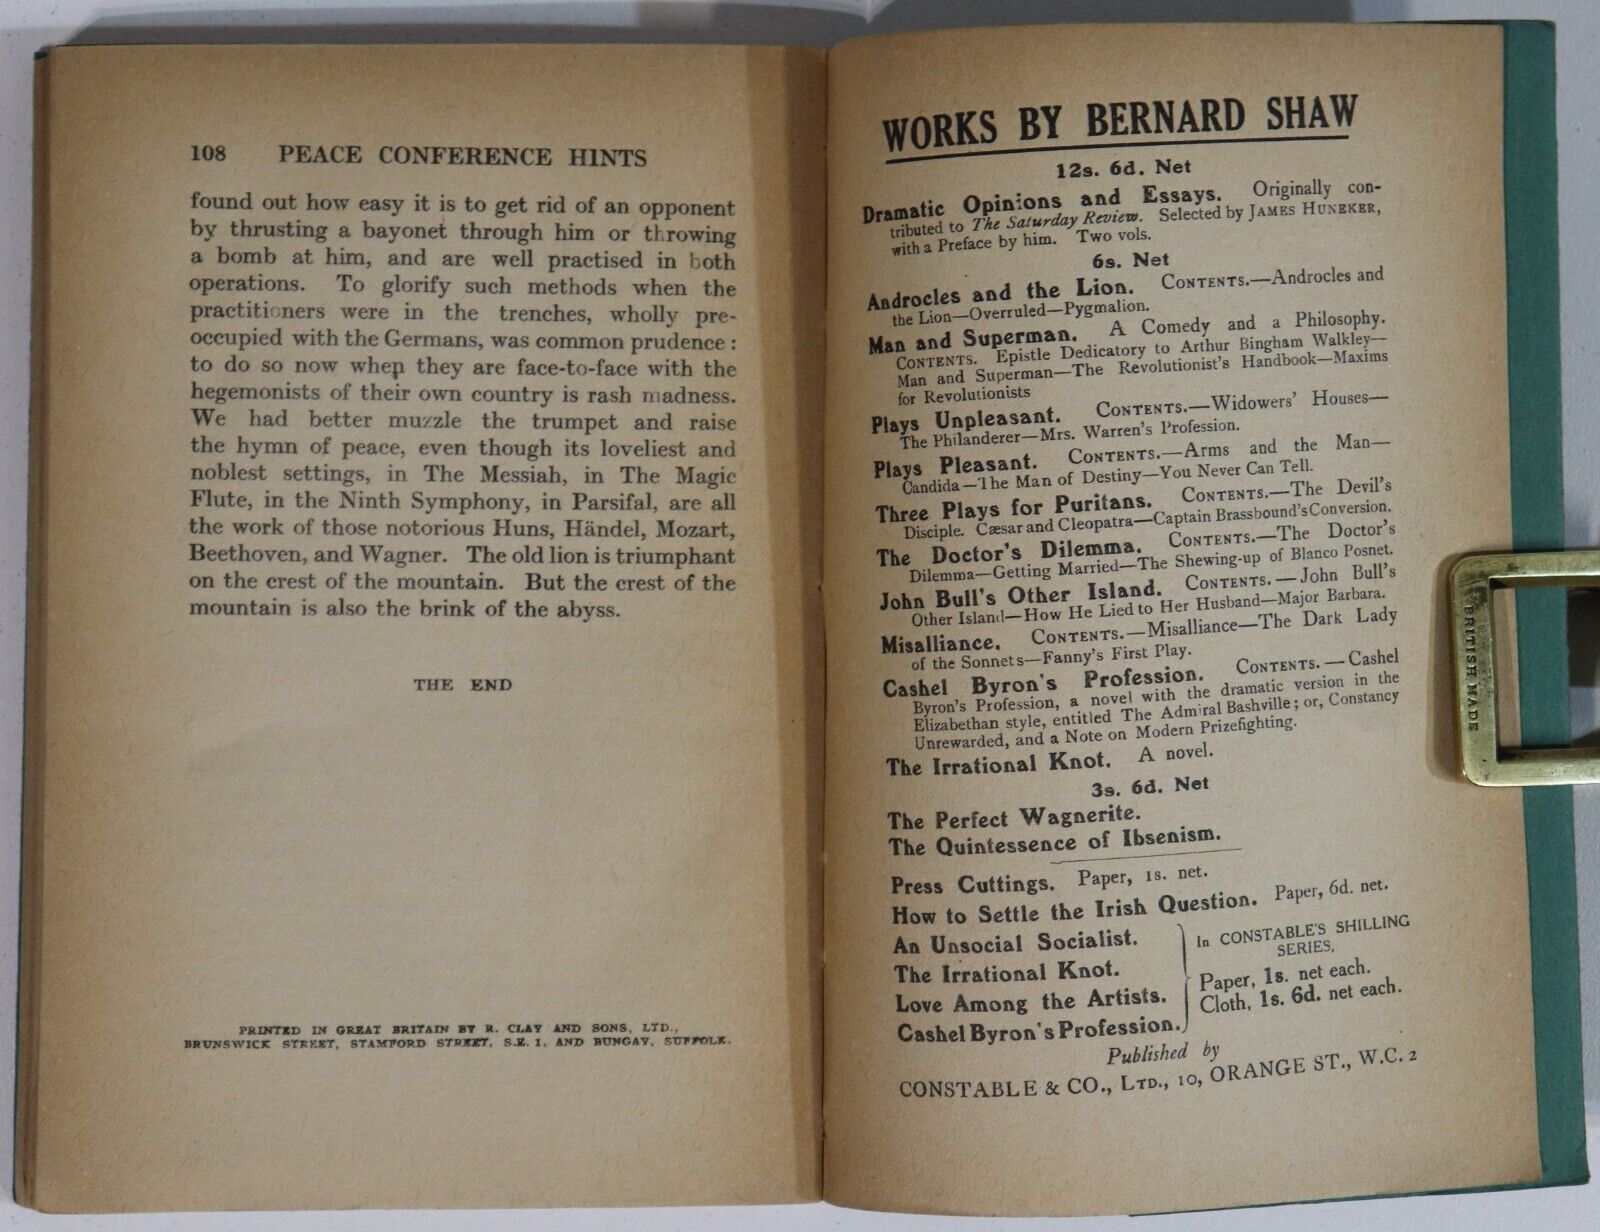 108 PEACE CONFERENCE HINTS
found out how easy it is to get rid of an opponent
by thrusting a bayonet through him or throwing
a bomb at him, and are well practised in both
operations. To glorify such methods when the
practitioners were in the trenches, wholly pre-
occupied with the Germans, was common prudence :
to do so now when they are face-to-face with the
hegemonists of their own country is rash madness.
We had better muzzle the trumpet and raise
the hymn of peace, even though its loveliest and
noblest settings, in The Messiah, in The Magic
Flute, in the Ninth Symphony, in Parsifal, are all
the work of those notorious Huns, Händel, Mozart,
Beethoven, and Wagner. The old lion is triumphant
on the crest of the mountain. But the crest of the
mountain is also the brink of the abyss.
THE END
PRINTED IN GREAT BRITAIN BY R. CLAY AND SONS, LTD.,
BRUNSWICK STREET, STAMFORD STREET, S.E. 1, AND BUNGAY, SUFFOLK.
WORKS BY BERNARD SHAW
12s. 6d. Net
Dramatic Opinions and Essays. Originally con-
tributed to The Saturday Review. Selected by JAMES HUNEKER,
with a Preface by him. Two vols.
6s. Net
Androcles and the Lion. CONTENTS.—Androcles and
the Lion—Overruled—Pygmalion.
Man and Superman. A Comedy and a Philosophy.
CONTENTS. Epistle Dedicatory to Arthur Bingham Walkley—
Man and Superman—The Revolutionist's Handbook—Maxims
for Revolutionists
Plays Unpleasant. CONTENTS.—Widowers' Houses—
The Philanderer—Mrs. Warren's Profession.
Plays Pleasant. CONTENTS.—Arms and the Man—
Candida—The Man of Destiny—You Never Can Tell.
Three Plays for Puritans. CONTENTS.—The Devil's
Disciple. Cæsar and Cleopatra—Captain Brassbound's Conversion.
The Doctor's Dilemma. CONTENTS.—The Doctor's
Dilemma—Getting Married—The Shewing-up of Blanco Posnet.
John Bull's Other Island. CONTENTS.—John Bull's
Other Island—How He Lied to Her Husband—Major Barbara.
Misalliance. CONTENTS.—Misalliance—The Dark Lady
of the Sonnets—Fanny's First Play.
Cashel Byron's Profession. CONTENTS.—Cashel
Byron's Profession, a novel with the dramatic version in the
Elizabethan style, entitled The Admiral Bashville; or, Constancy
Unrewarded, and a Note on Modern Prizefighting.
The Irrational Knot. A novel.
3s. 6d. Net
The Perfect Wagnerite.
The Quintessence of Ibsenism.
Press Cuttings. Paper, 1s. net.
How to Settle the Irish Question. Paper, 6d. net.
An Unsocial Socialist.
The Irrational Knot.
Love Among the Artists.
Cashel Byron's Profession.
In CONSTABLE'S SHILLING
SERIES,
Paper, 1s. net each.
Cloth, 1s. 6d. net each.
Published by
CONSTABLE & CO., LTD., 10, ORANGE ST., W.C. 2
BRITISH MADE